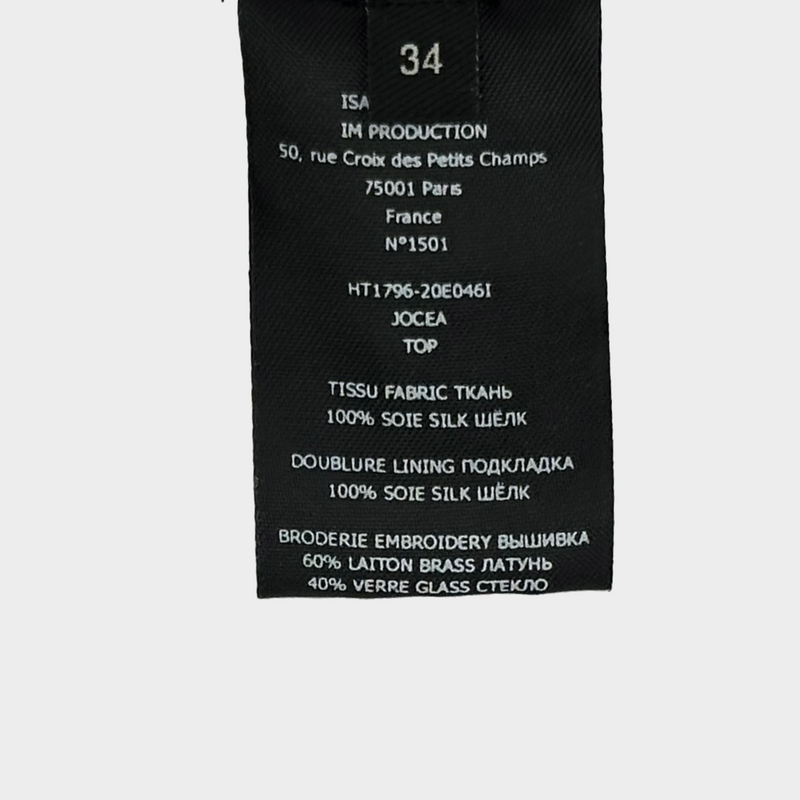 34
ISA
IM PRODUCTION
50, rue Croix des Petits Champs
75001 Paris
France
N°1501
HT1796-20E046I
JOCEA
TOP
TISSU FABRIC ТКАНЬ
100% SOIE SILK ШЁЛК
DOUBLURE LINING ПОДКЛАДКА
100% SOIE SILK ШЁЛК
BRODERIE EMBROIDERY ВЫШИВКА
60% LAITON BRASS ЛАТУНЬ
40% VERRE GLASS СТЕКЛО